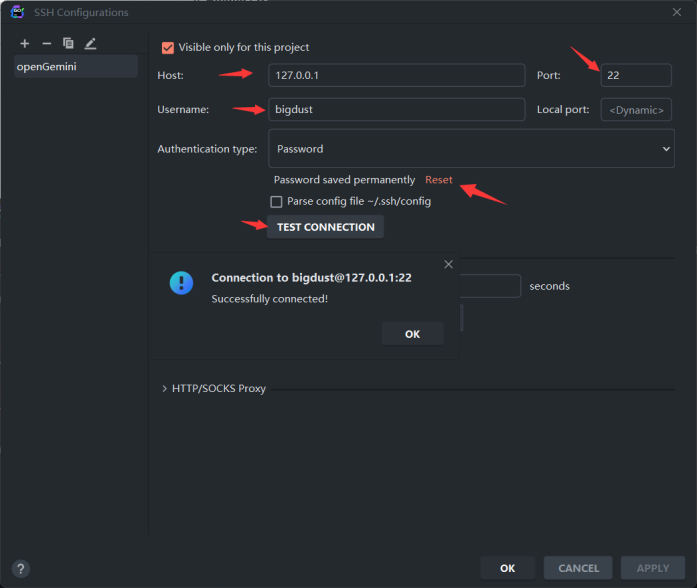 SSH Configurations
openGemini
Visible only for this project
Host: 127.0.0.1 Port: 22
Username: bigdust Local port: <Dynamic>
Authentication type: Password
Password saved permanently Reset
Parse config file ~/.ssh/config
TEST CONNECTION
Connection to bigdust@127.0.0.1:22
Successfully connected!
seconds
OK
HTTP/SOCKS Proxy
? OK CANCEL APPLY